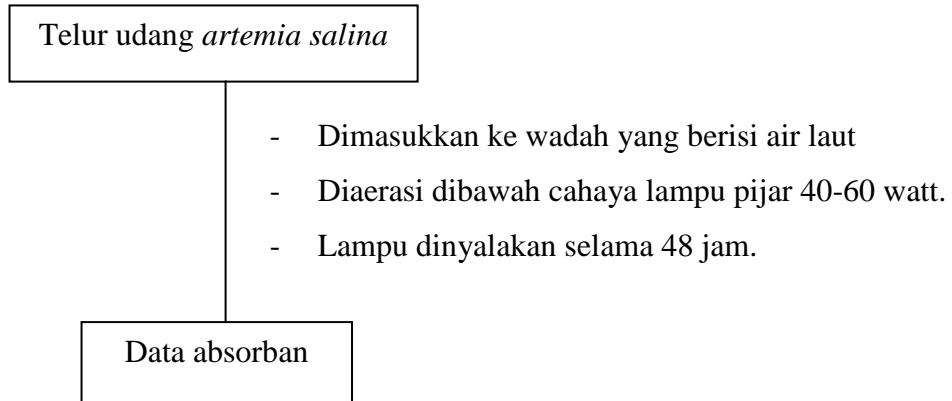 Telur udang artemia salina
- Dimasukkan ke wadah yang berisi air laut
- Diaerasi dibawah cahaya lampu pijar 40-60 watt.
- Lampu dinyalakan selama 48 jam.
Data absorban